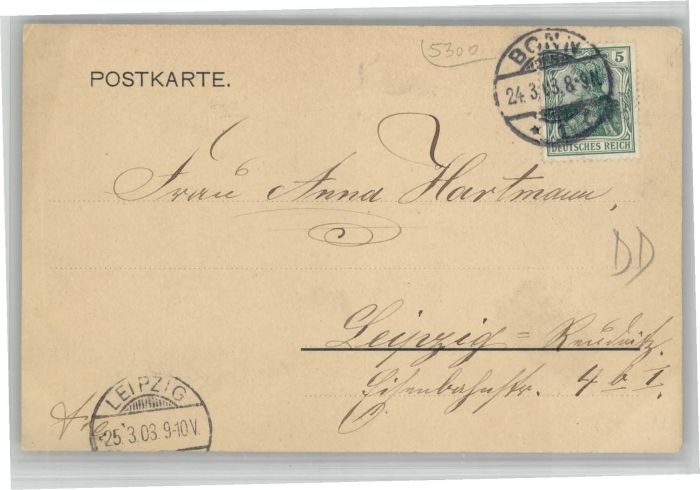 5300
BONN
24.3.03.8-9N.
5
DEUTSCHES REICH
POSTKARTE.
Frau Anna Hartmann,
DD
Leipzig = Reudnitz.
Eisenbahnstr. 4 b I.
LEIPZIG
25.3.03.9-10V.